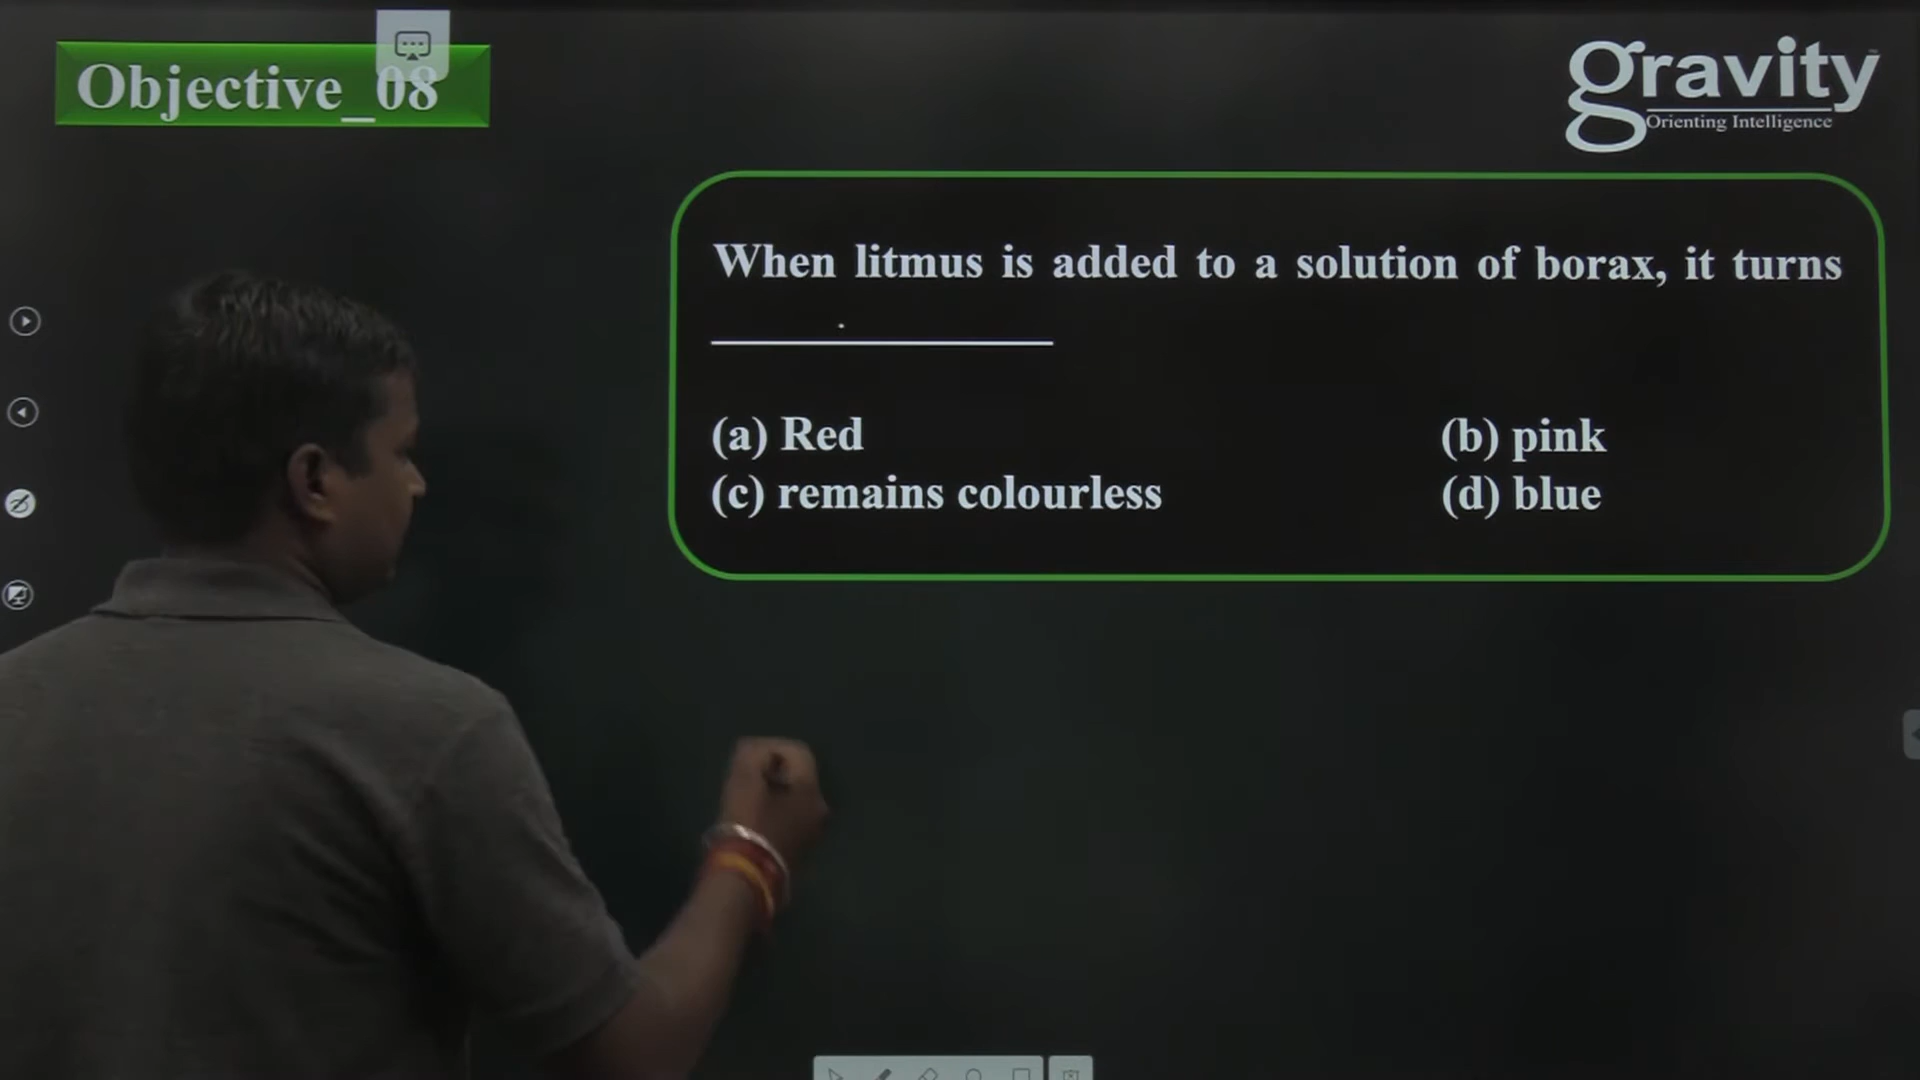 Objective_08
gravity
Orienting Intelligence
When litmus is added to a solution of borax, it turns
(a) Red
(b) pink
(c) remains colourless
(d) blue